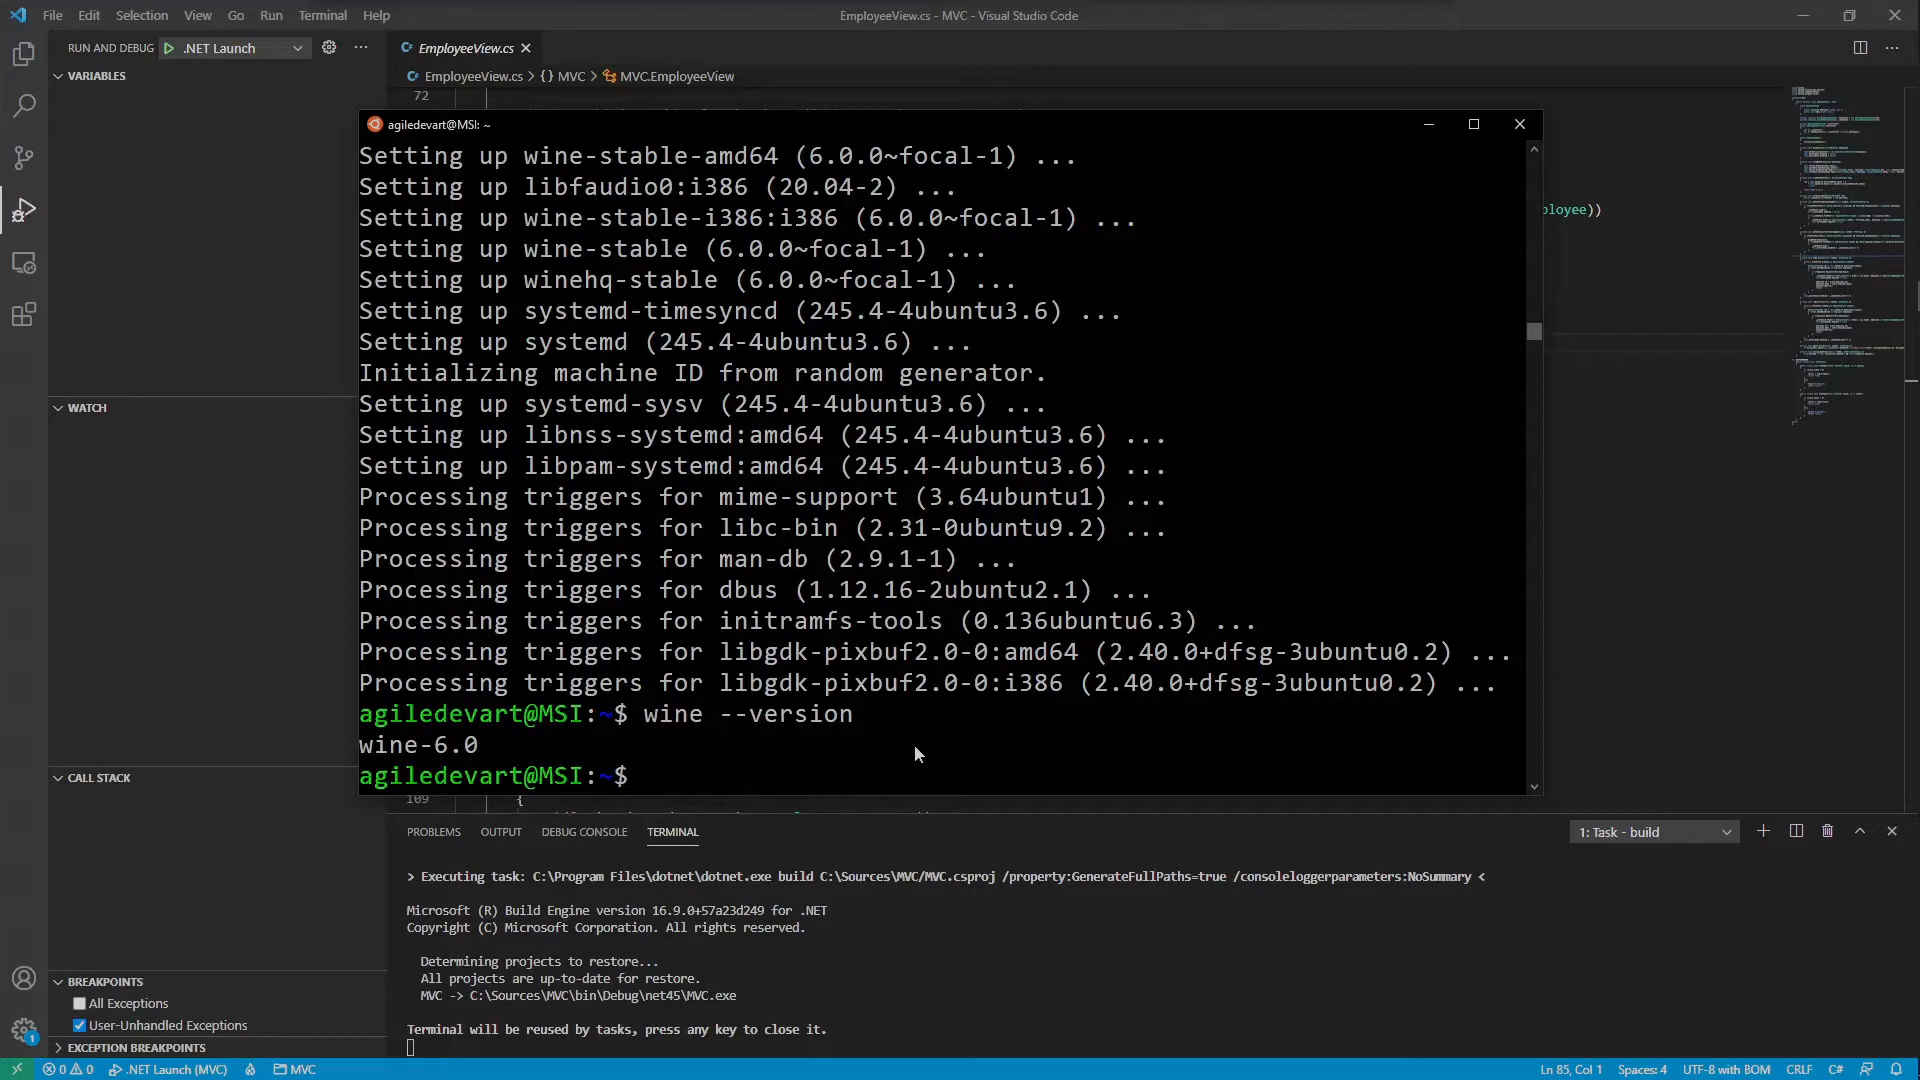 File Edit Selection View Go Run Terminal Help
EmployeeView.cs - MVC - Visual Studio Code
RUN AND DEBUG .NET Launch
EmployeeView.cs
VARIABLES
EmployeeView.cs > {} MVC > MVC.EmployeeView
72
agiledevart@MSI: ~
Setting up wine-stable-amd64 (6.0.0~focal-1) ...
Setting up libfaudio0:i386 (20.04-2) ...
Setting up wine-stable-i386:i386 (6.0.0~focal-1) ...
Setting up wine-stable (6.0.0~focal-1) ...
Setting up winehq-stable (6.0.0~focal-1) ...
Setting up systemd-timesyncd (245.4-4ubuntu3.6) ...
Setting up systemd (245.4-4ubuntu3.6) ...
Initializing machine ID from random generator.
Setting up systemd-sysv (245.4-4ubuntu3.6) ...
Setting up libnss-systemd:amd64 (245.4-4ubuntu3.6) ...
Setting up libpam-systemd:amd64 (245.4-4ubuntu3.6) ...
Processing triggers for mime-support (3.64ubuntu1) ...
Processing triggers for libc-bin (2.31-0ubuntu9.2) ...
Processing triggers for man-db (2.9.1-1) ...
Processing triggers for dbus (1.12.16-2ubuntu2.1) ...
Processing triggers for initramfs-tools (0.136ubuntu6.3) ...
Processing triggers for libgdk-pixbuf2.0-0:amd64 (2.40.0+dfsg-3ubuntu0.2) ...
Processing triggers for libgdk-pixbuf2.0-0:i386 (2.40.0+dfsg-3ubuntu0.2) ...
agiledevart@MSI:~$ wine --version
wine-6.0
agiledevart@MSI:~$
ployee))
WATCH
CALL STACK
109 {
PROBLEMS OUTPUT DEBUG CONSOLE TERMINAL
1: Task - build
> Executing task: C:\Program Files\dotnet\dotnet.exe build C:\Sources\MVC/MVC.csproj /property:GenerateFullPaths=true /consoleloggerparameters:NoSummary <
Microsoft (R) Build Engine version 16.9.0+57a23d249 for .NET
Copyright (C) Microsoft Corporation. All rights reserved.
Determining projects to restore...
All projects are up-to-date for restore.
MVC -> C:\Sources\MVC\bin\Debug\net45\MVC.exe
Terminal will be reused by tasks, press any key to close it.
BREAKPOINTS
All Exceptions
User-Unhandled Exceptions
EXCEPTION BREAKPOINTS
1
0 0 .NET Launch (MVC) MVC
Ln 85, Col 1 Spaces: 4 UTF-8 with BOM CRLF C#